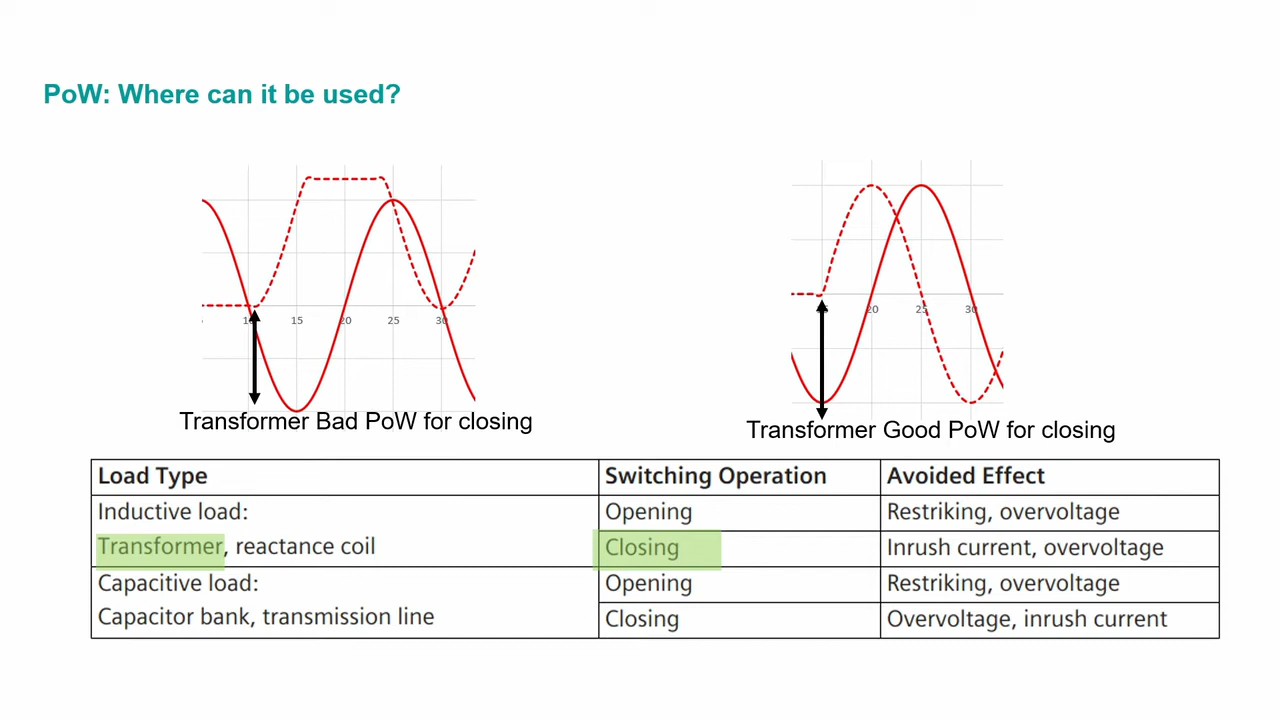 PoW: Where can it be used?
15 20 25 30
20 25 30
Transformer Bad PoW for closing
Transformer Good PoW for closing
Load Type Switching Operation Avoided Effect
Inductive load: Opening Restriking, overvoltage
Transformer, reactance coil Closing Inrush current, overvoltage
Capacitive load: Opening Restriking, overvoltage
Capacitor bank, transmission line Closing Overvoltage, inrush current